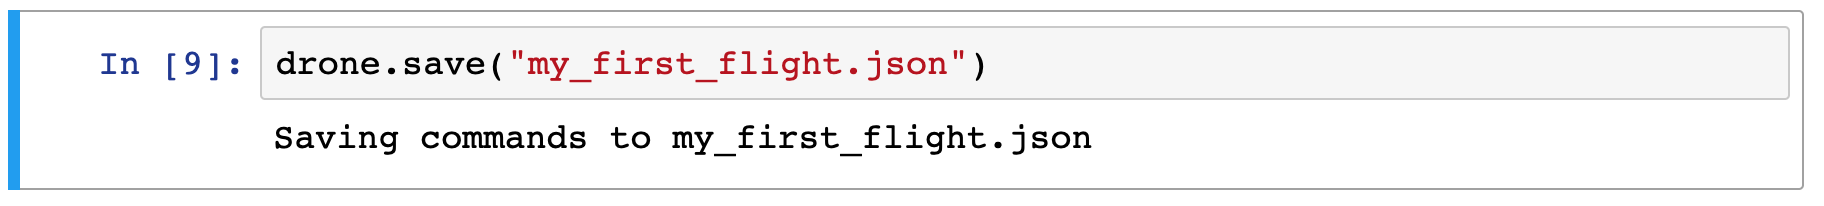 In [9]: drone.save("my_first_flight.json")
Saving commands to my_first_flight.json